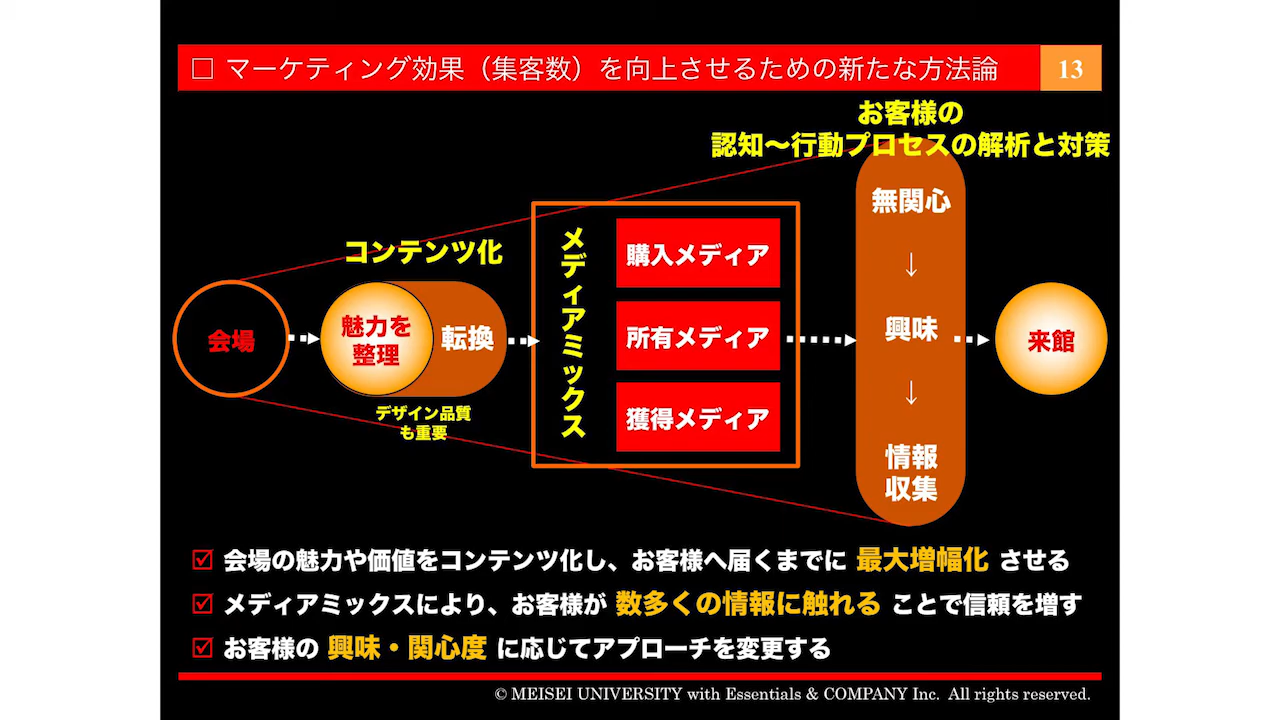 □ マーケティング効果（集客数）を向上させるための新たな方法論
13
お客様の
認知～行動プロセスの解析と対策
会場
コンテンツ化
魅力を
整理
転換
デザイン品質
も重要
メディアミックス
購入メディア
所有メディア
獲得メディア
無関心
↓
興味
↓
情報
収集
来館
☑ 会場の魅力や価値をコンテンツ化し、お客様へ届くまでに 最大増幅化 させる
☑ メディアミックスにより、お客様が 数多くの情報に触れる ことで信頼を増す
☑ お客様の 興味・関心度 に応じてアプローチを変更する
© MEISEI UNIVERSITY with Essentials & COMPANY Inc. All rights reserved.